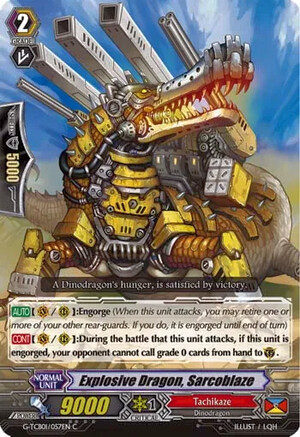 2
GRADE
5000
A Dinodragon's hunger, is satisfied by victory.
AUTO [ ]:Engorge (When this unit attacks, you may retire one or
more of your other rear-guards. If you do, it is engorged until end of turn)
CONT [ ]:During the battle that this unit attacks, if this unit is
engorged, your opponent cannot call grade 0 cards from hand to .
NORMAL
UNIT
Explosive Dragon, Sarcoblaze
POWER
9000
1
CRITICAL
Tachikaze
Dinodragon
G-TCB01/057EN C
ILLUST / LQH